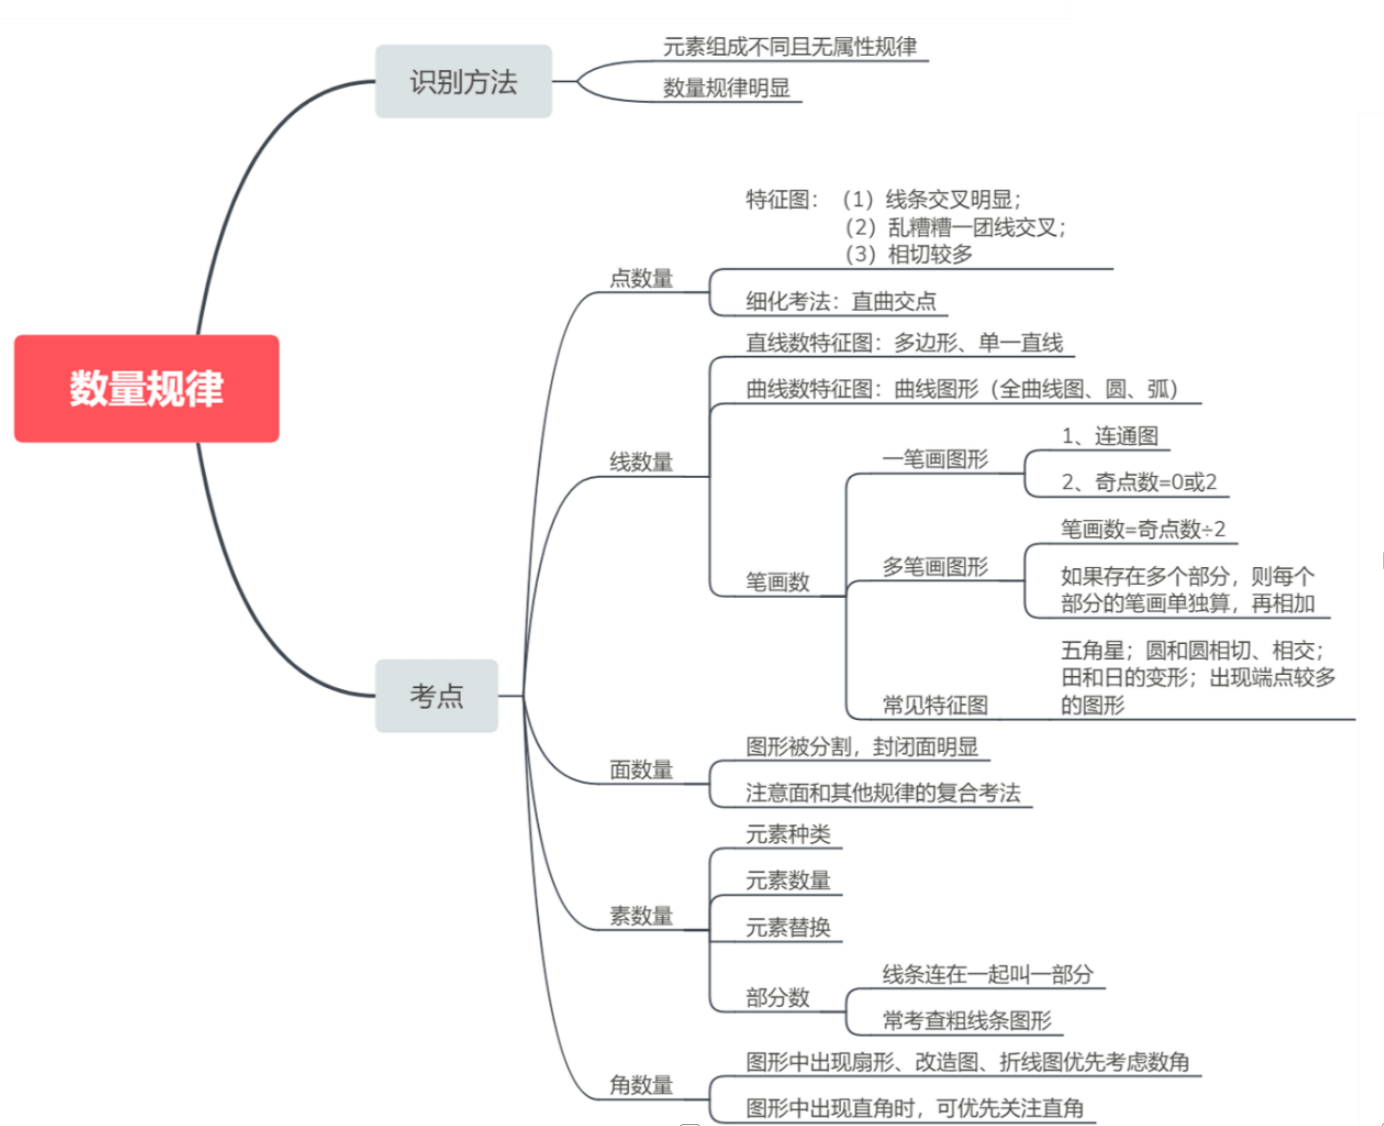 数量规律
识别方法
元素组成不同且无属性规律
数量规律明显
考点
点数量
特征图：（1）线条交叉明显；
（2）乱糟糟一团线交叉；
（3）相切较多
细化考法：直曲交点
线数量
直线数特征图：多边形、单一直线
曲线数特征图：曲线图形（全曲线图、圆、弧）
笔画数
一笔画图形
1、连通图
2、奇点数=0或2
多笔画图形
笔画数=奇点数÷2
如果存在多个部分，则每个
部分的笔画单独算，再相加
常见特征图
五角星；圆和圆相切、相交；
田和日的变形；出现端点较多
的图形
面数量
图形被分割，封闭面明显
注意面和其他规律的复合考法
素数量
元素种类
元素数量
元素替换
部分数
线条连在一起叫一部分
常考查粗线条图形
角数量
图形中出现扇形、改造图、折线图优先考虑数角
图形中出现直角时，可优先关注直角